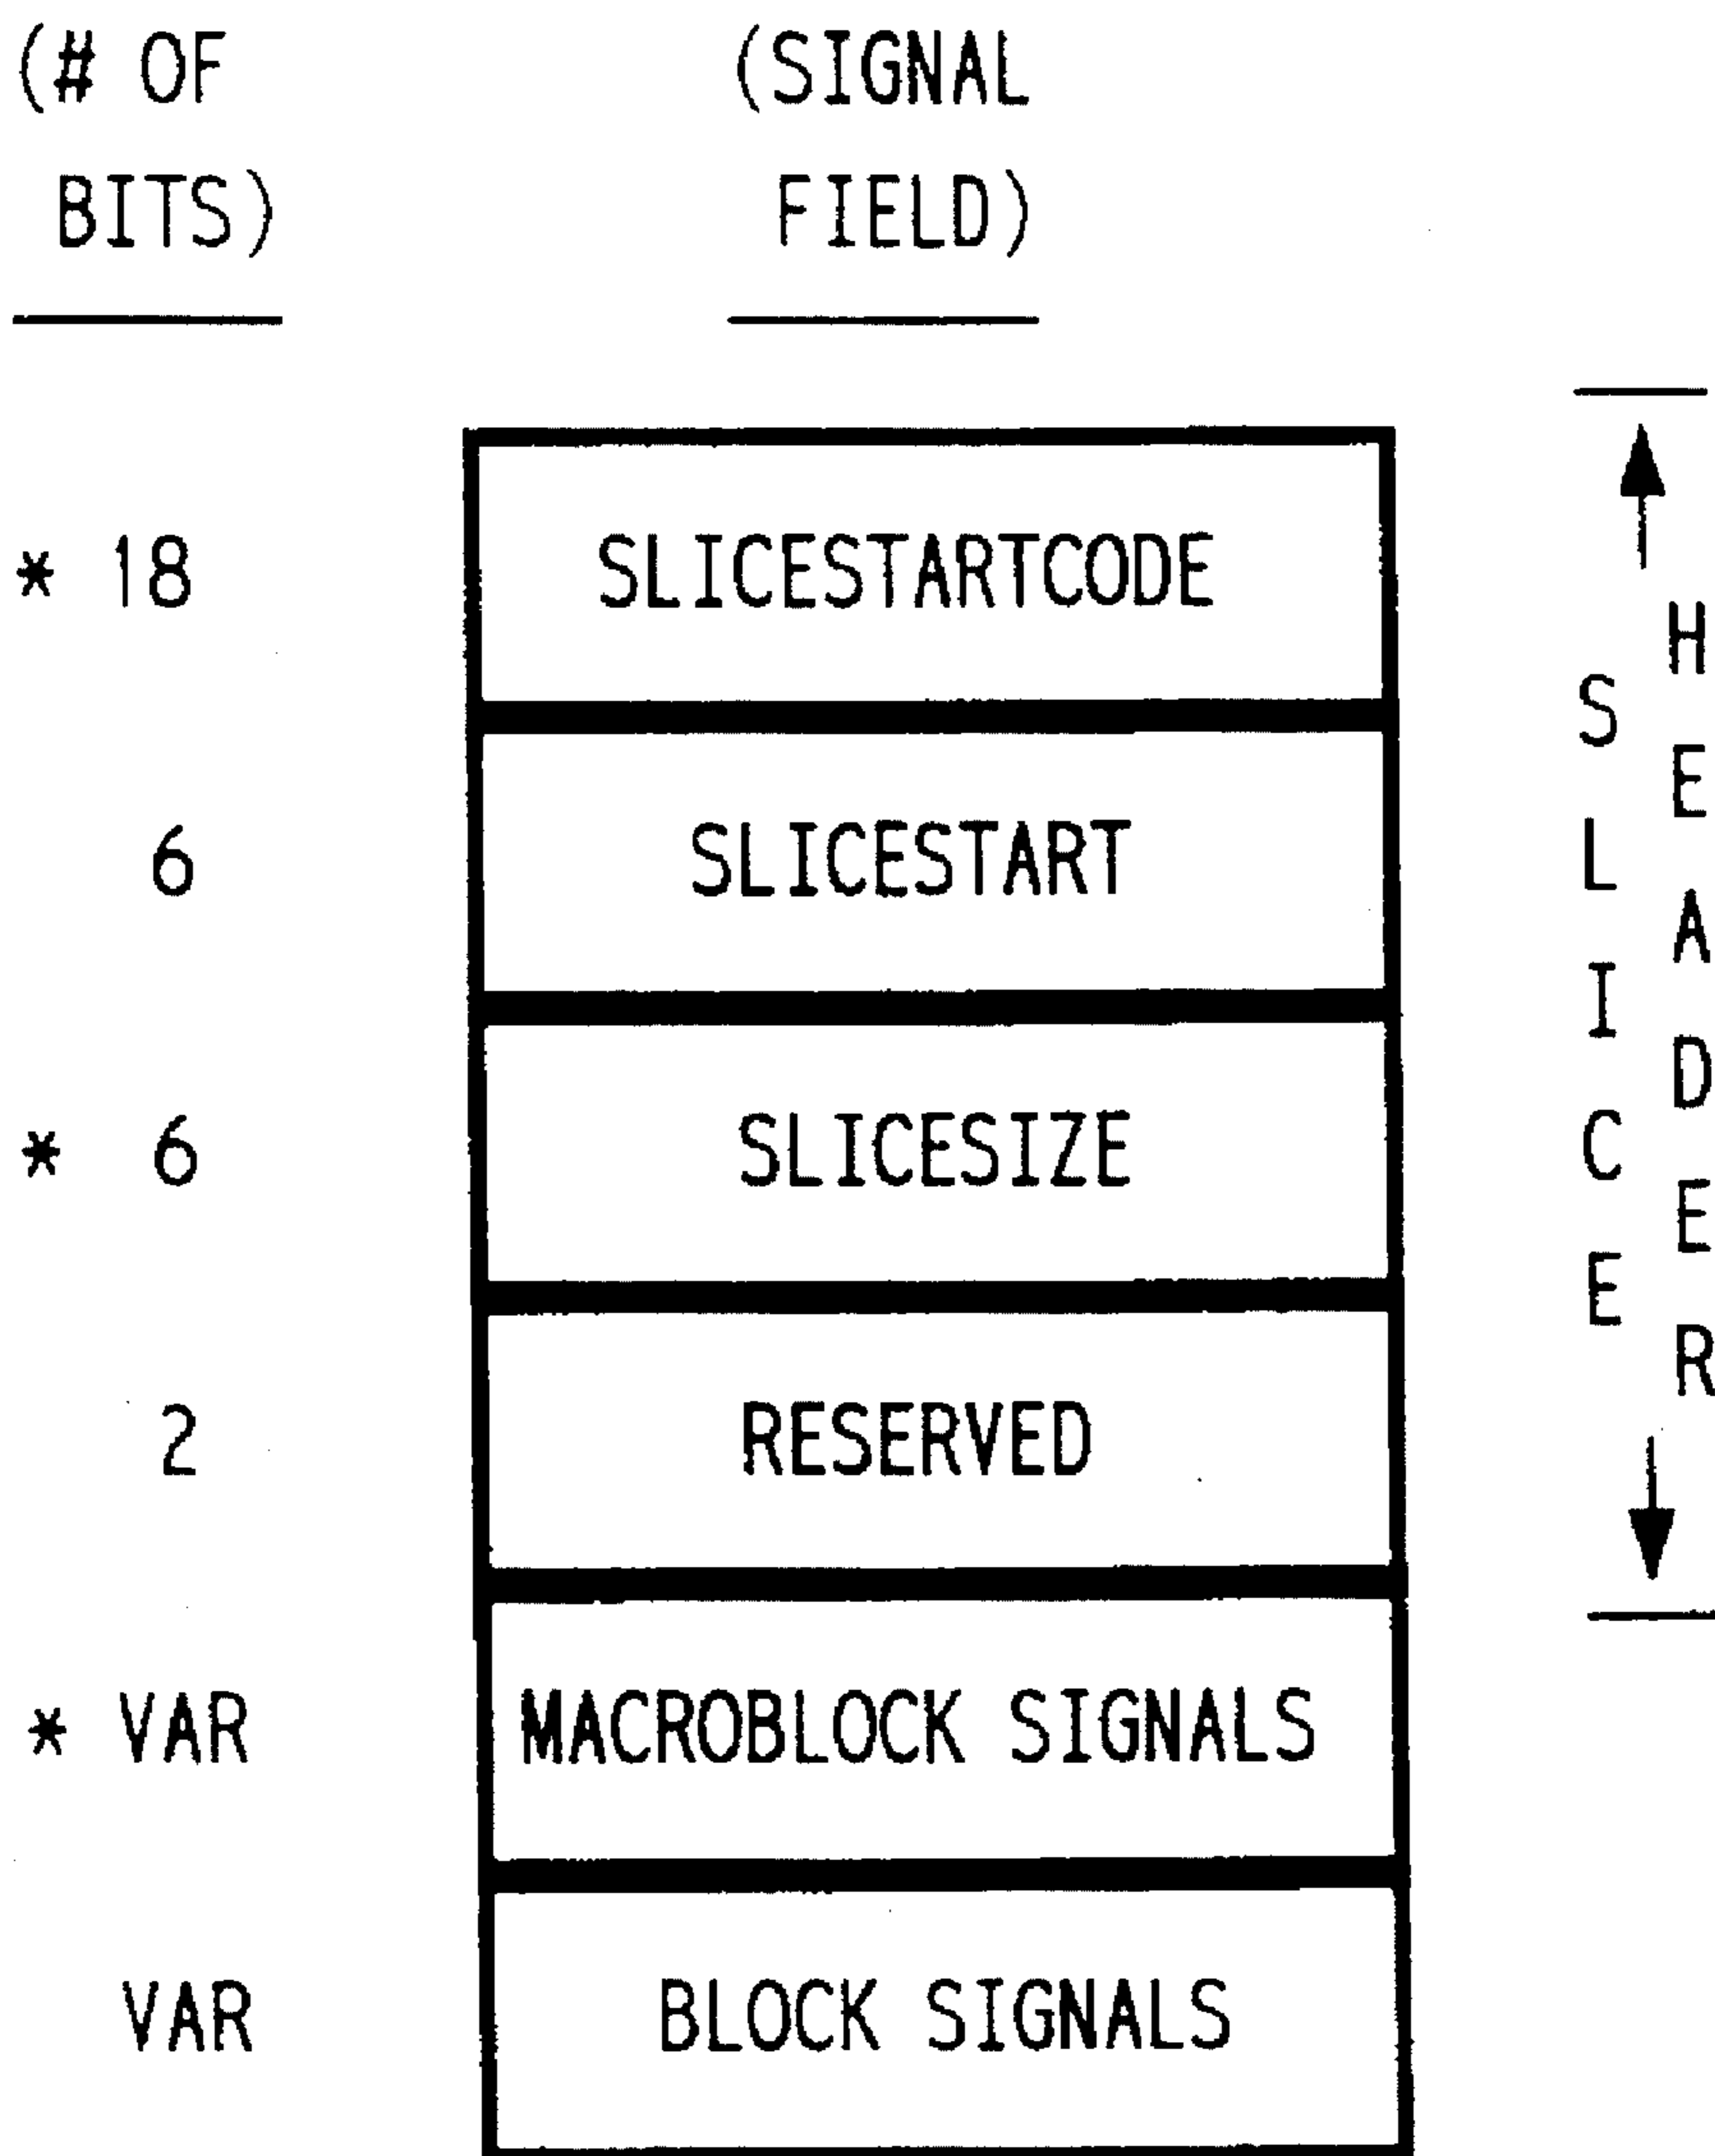 (# OF (SIGNAL
BITS) FIELD)
* 18 SLICESTARTCODE
6 SLICESTART
* 6 SLICESIZE
2 RESERVED
* VAR MACROBLOCK SIGNALS
VAR BLOCK SIGNALS
SLICE
HEADER